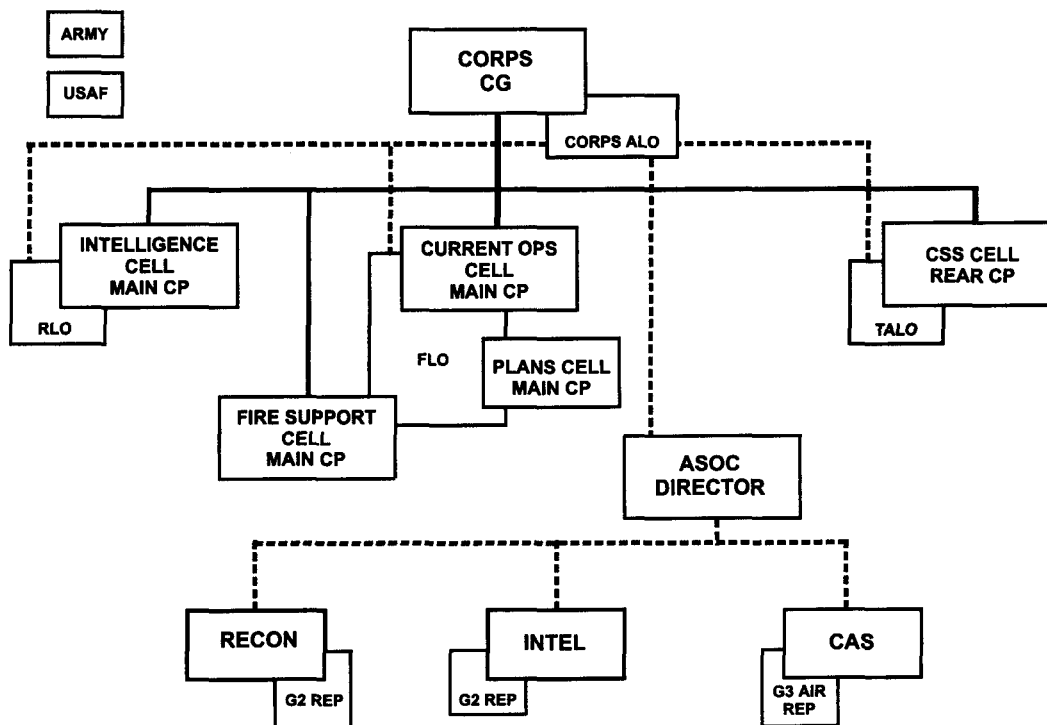 ARMY
USAF
CORPS
CG
CORPS ALO
INTELLIGENCE
CELL
MAIN CP
RLO
CURRENT OPS
CELL
MAIN CP
CSS CELL
REAR CP
TALO
FLO
PLANS CELL
MAIN CP
FIRE SUPPORT
CELL
MAIN CP
ASOC
DIRECTOR
RECON
G2 REP
INTEL
G2 REP
CAS
G3 AIR
REP